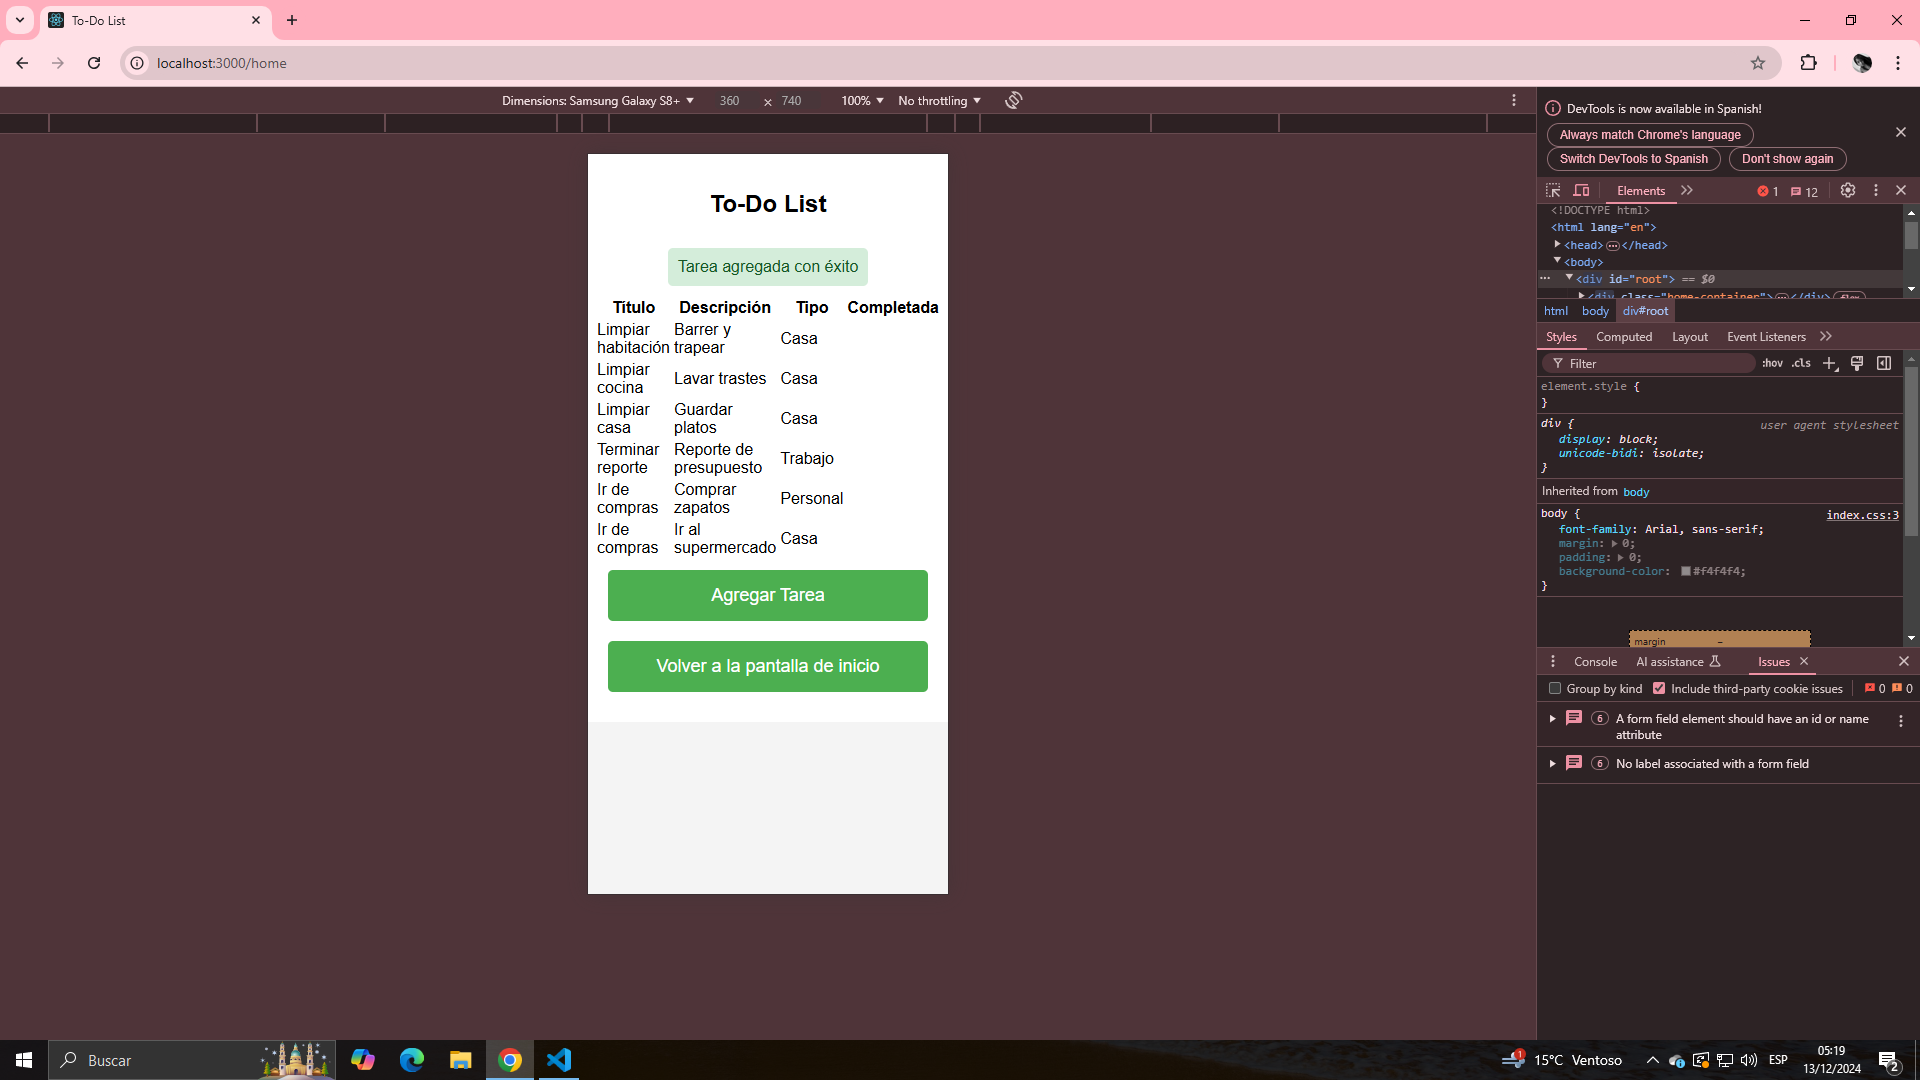 To-Do List
localhost:3000/home
Dimensions: Samsung Galaxy S8+ 360 × 740 100% No throttling
DevTools is now available in Spanish!
Always match Chrome's language
Switch DevTools to Spanish Don't show again
Elements 1 12
<!DOCTYPE html>
<html lang="en">
<head> </head>
<body>
<div id="root"> == $0
<div class="home-container"> </div> flex
html body div#root
Styles Computed Layout Event Listeners
Filter :hov .cls
element.style {
}
div { user agent stylesheet
display: block;
unicode-bidi: isolate;
}
Inherited from body
body { index.css:3
font-family: Arial, sans-serif;
margin: 0;
padding: 0;
background-color: #f4f4f4;
}
margin –
Console AI assistance Issues
Group by kind Include third-party cookie issues 0 0
6 A form field element should have an id or name
attribute
6 No label associated with a form field
To-Do List
Tarea agregada con éxito
Título Descripción Tipo Completada
Limpiar habitación Barrer y trapear Casa
Limpiar cocina Lavar trastes Casa
Limpiar casa Guardar platos Casa
Terminar reporte Reporte de presupuesto Trabajo
Ir de compras Comprar zapatos Personal
Ir de compras Ir al supermercado Casa
Agregar Tarea
Volver a la pantalla de inicio
Buscar
1 15°C Ventoso ESP
05:19
13/12/2024
2